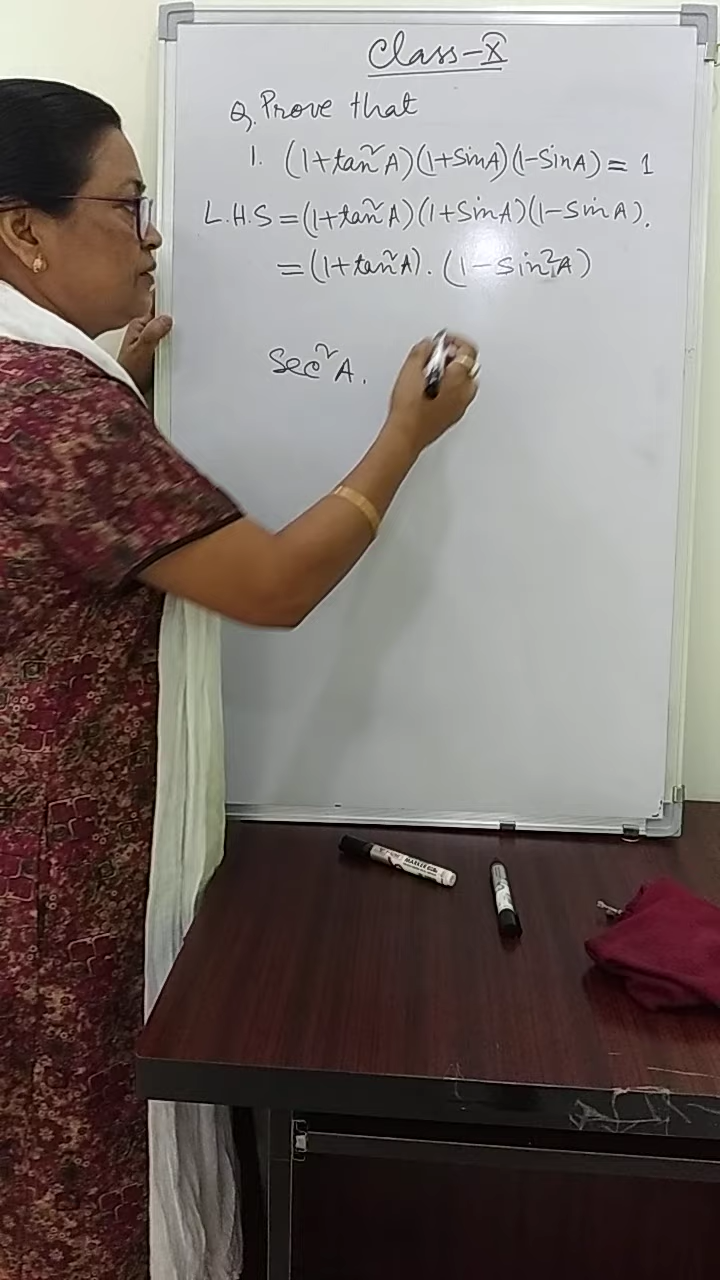 Class-X
Q. Prove that
1. (1+tan²A)(1+SinA)(1-SinA) = 1
L.H.S = (1+tan²A)(1+SinA)(1-SinA).
= (1+tan²A). (1-Sin²A)
Sec²A.
MARKER